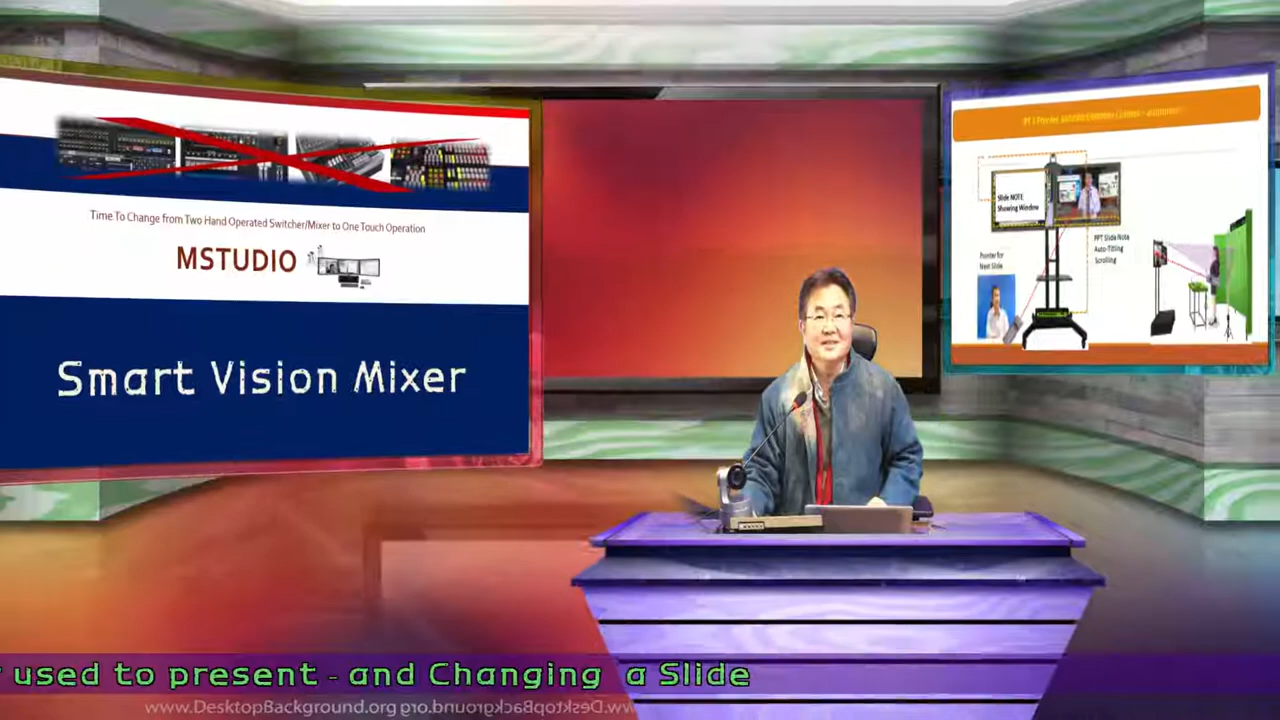 Time To Change from Two Hand Operated Switcher/Mixer to One Touch Operation
MSTUDIO
Smart Vision Mixer
Slide NOTE
Showing Window
PPT Slide Note
Auto-Titling
Scrolling
Pointer for
Next Slide
used to present - and Changing a Slide
www.DesktopBackground.org